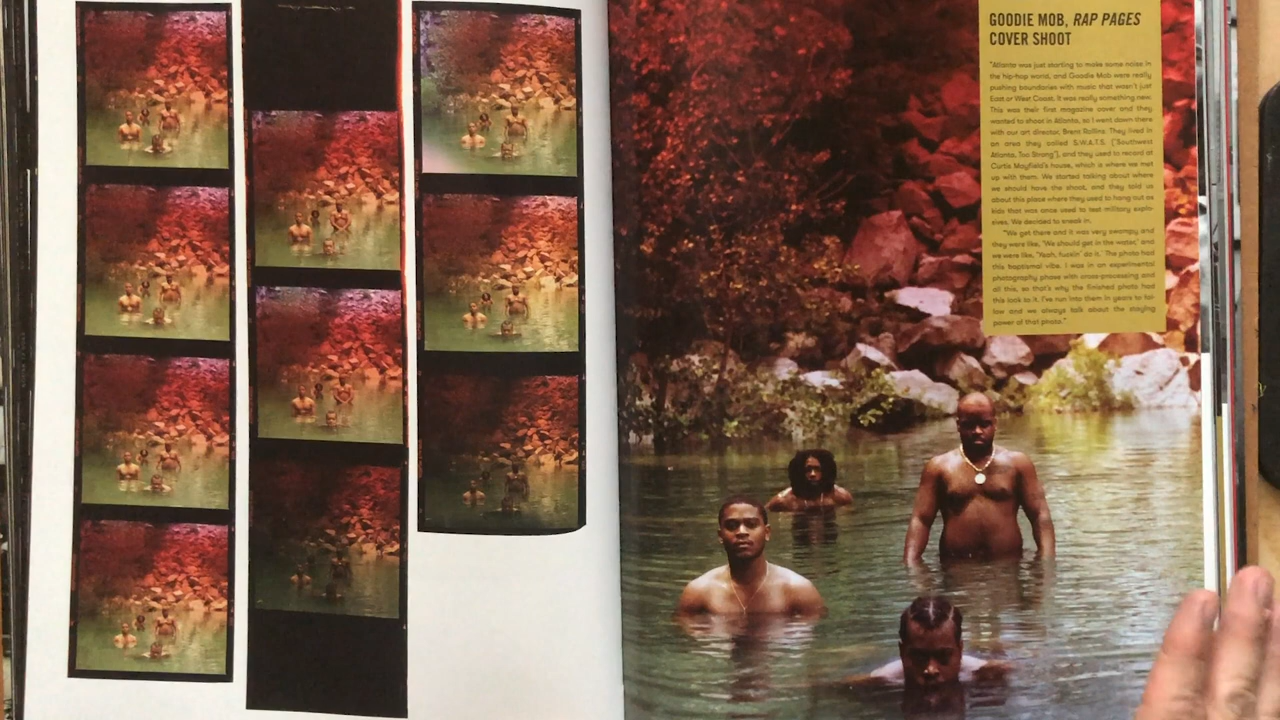 GOODIE MOB, RAP PAGES
COVER SHOOT
"Atlanta was just starting to make some noise in
the hip-hop world, and Goodie Mob were really
pushing boundaries with music that wasn't just
East or West Coast. It was really something new.
This was their first magazine cover and they
wanted to shoot in Atlanta, so I went down there
with our art director, Brent Rollins. They lived in
an area they called S.W.A.T.S. ("Southwest
Atlanta, Too Strong"), and they used to record at
Curtis Mayfield's house, which is where we met
up with them. We started talking about where
we should have the shoot, and they told us
about this place where they used to hang out as
kids that was once used to test military explo-
sives. We decided to sneak in.
"We get there and it was very swampy and
they were like, 'We should get in the water,' and
we were like, 'Yeah, fuckin' do it.' The photo had
this baptismal vibe. I was in an experimental
photography phase with cross-processing and
all this, so that's why the finished photo had
this look to it. I've run into them in years to fol-
low and we always talk about the staying
power of that photo."